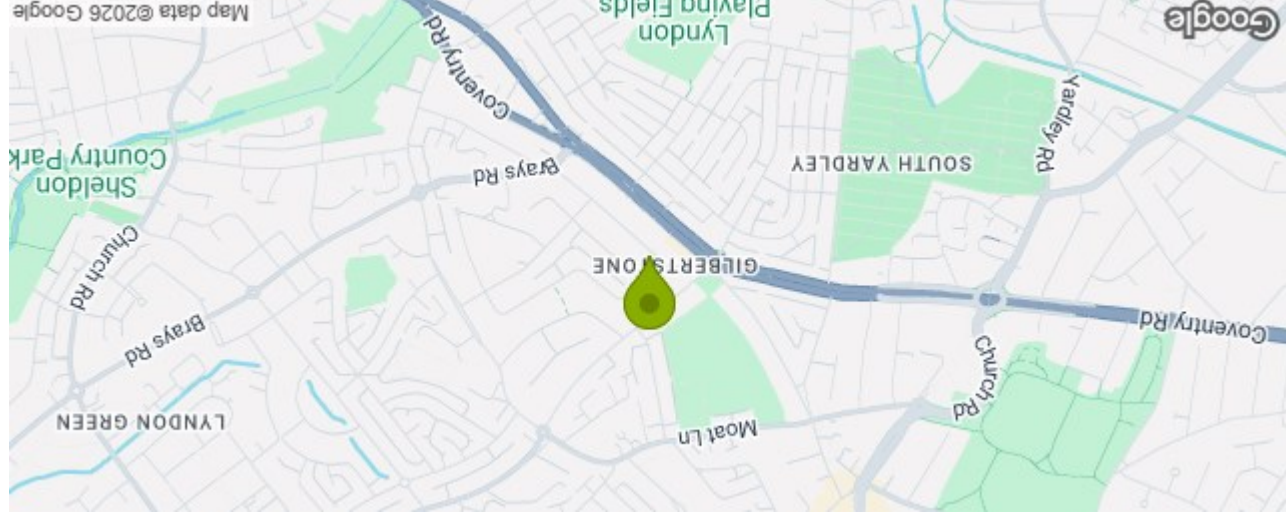 Coventry Rd
Church Rd
Moat Ln
LYNDON GREEN
Brays Rd
Church Rd
GILBERTSTONE
Yardley Rd
SOUTH YARDLEY
Brays Rd
Sheldon
Country Park
Coventry Rd
Lyndon
Playing Fields
Google
Map data ©2026 Google